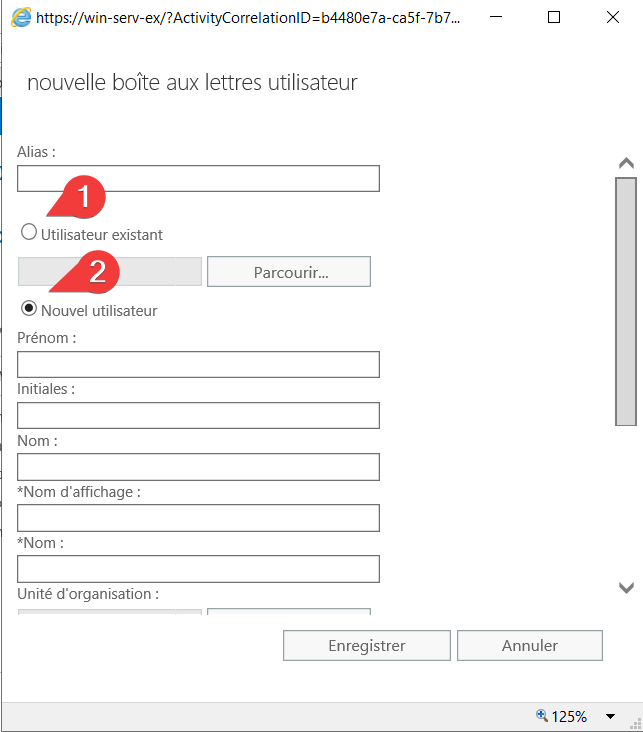 https://win-serv-ex/?ActivityCorrelationID=b4480e7a-ca5f-7b7...
nouvelle boîte aux lettres utilisateur
Alias :
1
Utilisateur existant
2
Parcourir...
Nouvel utilisateur
Prénom :
Initiales :
Nom :
*Nom d'affichage :
*Nom :
Unité d'organisation :
Enregistrer Annuler
125%